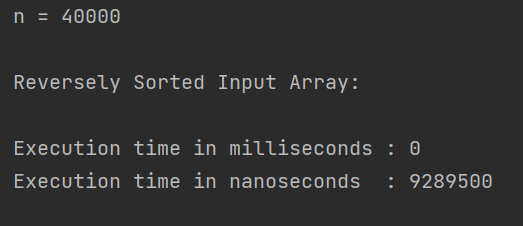 n = 40000
Reversely Sorted Input Array:
Execution time in milliseconds : 0
Execution time in nanoseconds  : 9289500